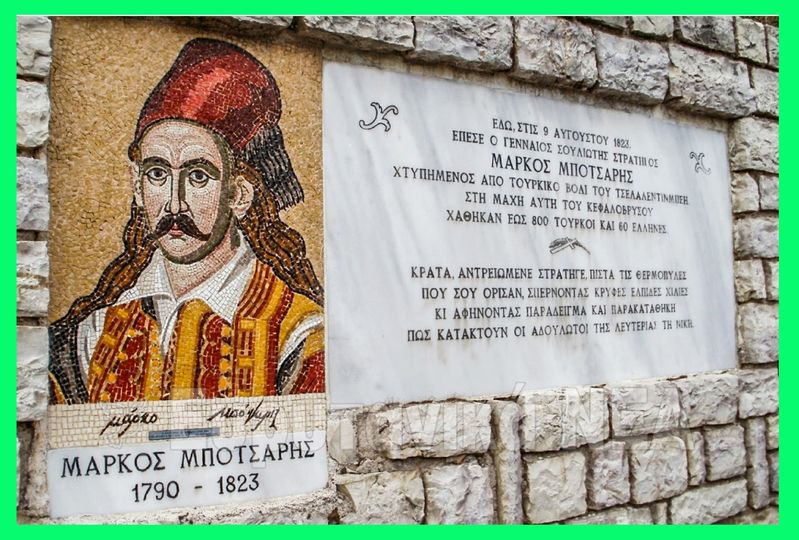 ΕΔΩ, ΣΤΙΣ 9 ΑΥΓΟΥΣΤΟΥ 1823,
ΕΠΕΣΕ Ο ΓΕΝΝΑΙΟΣ ΣΟΥΛΙΩΤΗΣ ΣΤΡΑΤΗΓΟΣ
ΜΑΡΚΟΣ ΜΠΟΤΣΑΡΗΣ
ΧΤΥΠΗΜΕΝΟΣ ΑΠΟ ΤΟΥΡΚΙΚΟ ΒΟΛΙ ΤΟΥ ΤΣΕΛΑΛΕΝΤΙΝΜΠΕΗ.
ΣΤΗ ΜΑΧΗ ΑΥΤΗ ΤΟΥ ΚΕΦΑΛΟΒΡΥΣΟΥ
ΧΑΘΗΚΑΝ ΕΩΣ 800 ΤΟΥΡΚΟΙ ΚΑΙ 60 ΕΛΛΗΝΕΣ.
ΚΡΑΤΑ, ΑΝΤΡΕΙΩΜΕΝΕ ΣΤΡΑΤΗΓΕ, ΠΙΣΤΑ ΤΙΣ ΘΕΡΜΟΠΥΛΕΣ
ΠΟΥ ΣΟΥ ΟΡΙΣΑΝ, ΣΠΕΡΝΟΝΤΑΣ ΚΡΥΦΕΣ ΕΛΠΙΔΕΣ ΧΙΛΙΕΣ
ΚΙ ΑΦΗΝΟΝΤΑΣ ΠΑΡΑΔΕΙΓΜΑ ΚΑΙ ΠΑΡΑΚΑΤΑΘΗΚΗ
ΠΩΣ ΚΑΤΑΚΤΟΥΝ ΟΙ ΑΔΟΥΛΩΤΟΙ ΤΗΣ ΛΕΥΤΕΡΙΑΣ ΤΗ ΝΙΚΗ.
μάρκο μπότζαρη
ΜΑΡΚΟΣ ΜΠΟΤΣΑΡΗΣ
1790 - 1823